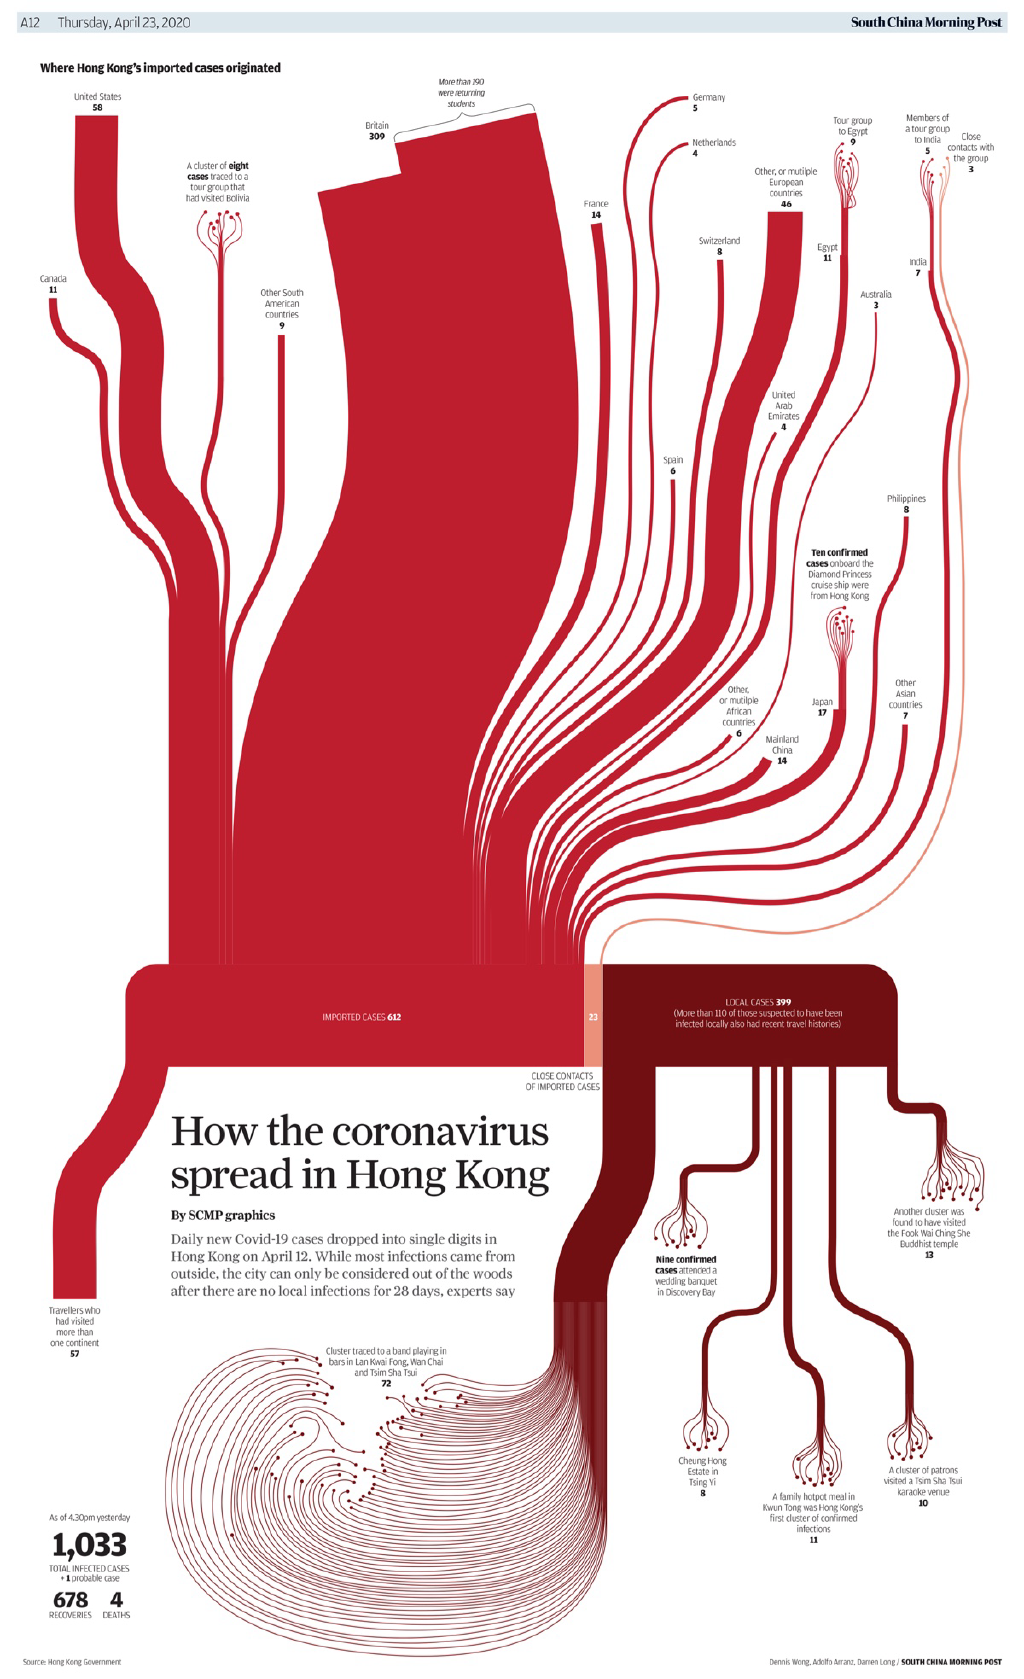 A12 Thursday, April 23, 2020
South China Morning Post
Where Hong Kong's imported cases originated
United States
58
More than 190
were returning
students
Britain
309
Germany
5
Netherlands
4
Tour group
to Egypt
9
Members of
a tour group
to India
5
Close
contacts with
the group
3
A cluster of eight
cases traced to a
tour group that
had visited Bolivia
Other, or mutilple
European
countries
46
France
14
Switzerland
8
Egypt
11
India
7
Canada
11
Other South
American
countries
9
Australia
3
United
Arab
Emirates
4
Spain
6
Philippines
8
Ten confirmed
cases onboard the
Diamond Princess
cruise ship were
from Hong Kong
Other,
or mutilple
African
countries
6
Japan
17
Other
Asian
countries
7
Mainland
China
14
IMPORTED CASES 612
23
LOCAL CASES 399
(More than 110 of those suspected to have been
infected locally also had recent travel histories)
CLOSE CONTACTS
OF IMPORTED CASES
How the coronavirus
spread in Hong Kong
By SCMP graphics
Daily new Covid-19 cases dropped into single digits in
Hong Kong on April 12. While most infections came from
outside, the city can only be considered out of the woods
after there are no local infections for 28 days, experts say
Another cluster was
found to have visited
the Fook Wai Ching She
Buddhist temple
13
Nine confirmed
cases attended a
wedding banquet
in Discovery Bay
Travellers who
had visited
more than
one continent
57
Cluster traced to a band playing in
bars in Lan Kwai Fong, Wan Chai
and Tsim Sha Tsui
72
Cheung Hong
Estate in
Tsing Yi
8
A cluster of patrons
visited a Tsim Sha Tsui
karaoke venue
10
A family hotpot meal in
Kwun Tong was Hong Kong's
first cluster of confirmed
infections
11
As of 4.30pm yesterday
1,033
TOTAL INFECTED CASES
+ 1 probable case
678 4
RECOVERIES DEATHS
Source: Hong Kong Government
Dennis Wong, Adolfo Arranz, Darren Long / SOUTH CHINA MORNING POST